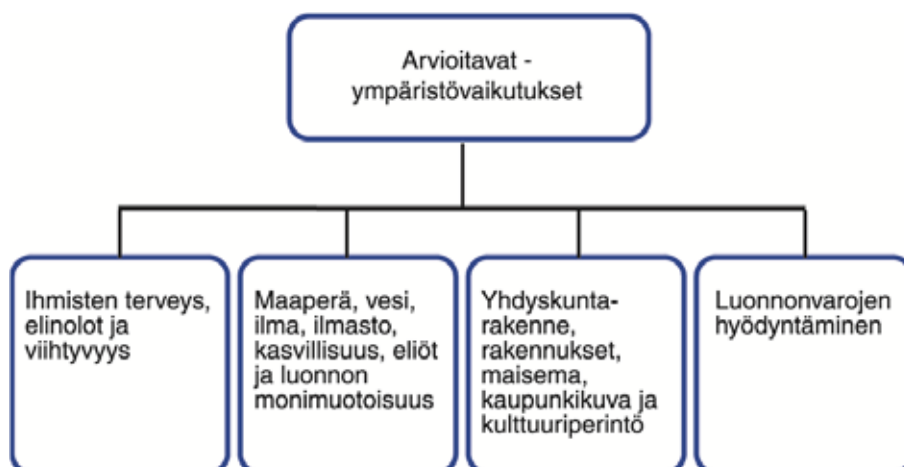 Arvioitavat -
ympäristövaikutukset
Ihmisten terveys,
elinolot ja
viihtyvyys
Maaperä, vesi,
ilma, ilmasto,
kasvillisuus, eliöt
ja luonnon
monimuotoisuus
Yhdyskunta-
rakenne,
rakennukset,
maisema,
kaupunkikuva ja
kulttuuriperintö
Luonnonvarojen
hyödyntäminen